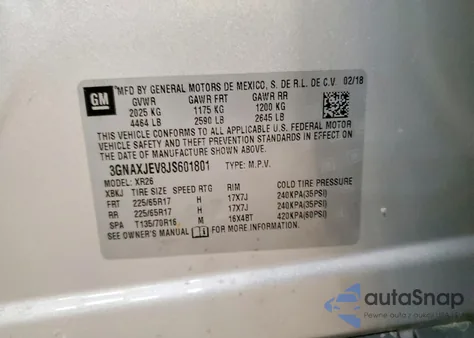 GM
MFD BY GENERAL MOTORS DE MEXICO, S. DE R.L. DE C.V 02/18
GVWR GAWR FRT GAWR RR
2025 KG 1175 KG 1200 KG
4464 LB 2590 LB 2645 LB
THIS VEHICLE CONFORMS TO ALL APPLICABLE U.S. FEDERAL MOTOR
VEHICLE SAFETY AND THEFT PREVENTION STANDARDS IN EFFECT ON
THE DATE OF MANUFACTURE SHOWN ABOVE.
3GNAXJEV8JS601801 TYPE: M.P.V.
MODEL: XR26
XBKJ TIRE SIZE SPEED RTG RIM COLD TIRE PRESSURE
FRT 225/65R17 H 17X7J 240KPA(35PSI)
RR 225/65R17 H 17X7J 240KPA(35PSI)
SPA T135/70R16 M 16X4BT 420KPA(60PSI)
SEE OWNER'S MANUAL FOR MORE INFORMATION
autoSnap
Pewne auto z aukcji USA